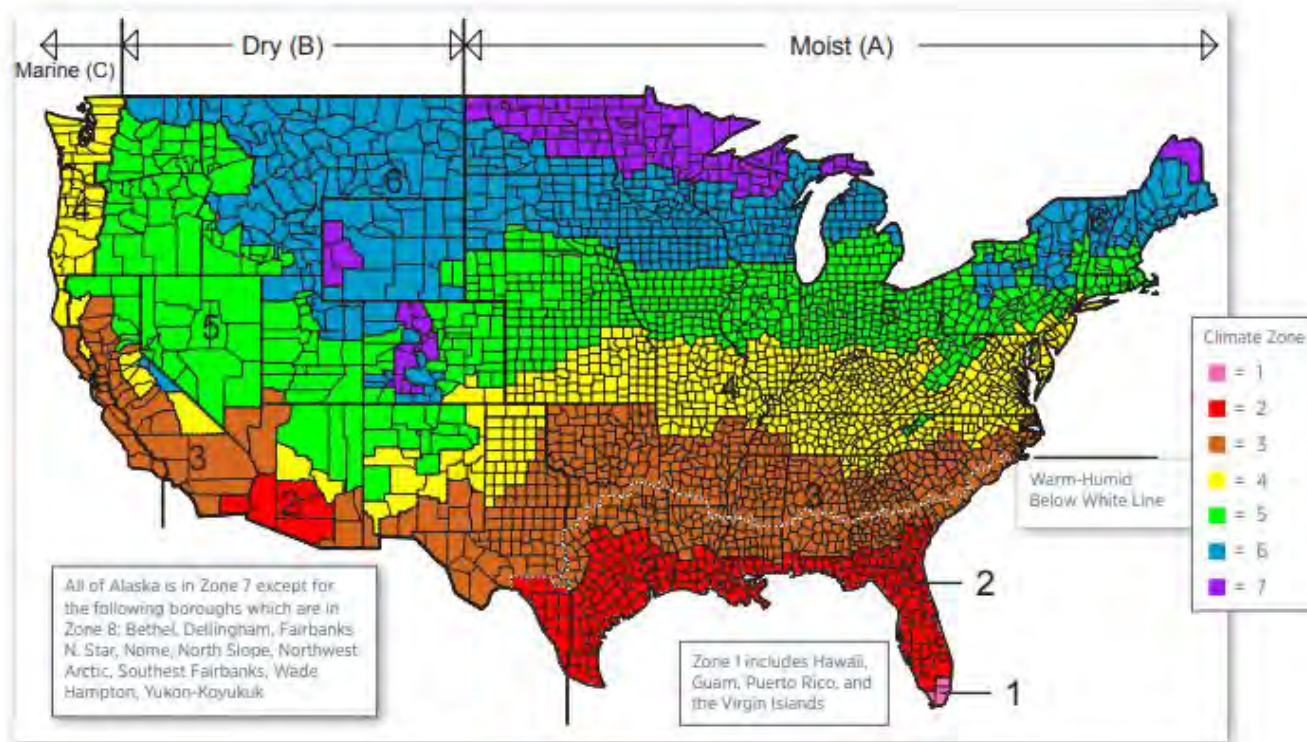 Marine (C)
Dry (B)
Moist (A)
4
6
5
3
2
4
5
3
6
Climate Zone
= 1
= 2
= 3
= 4
= 5
= 6
= 7
Warm-Humid
Below White Line
2
1
All of Alaska is in Zone 7 except for
the following boroughs which are in
Zone 8: Bethel, Dellingham, Fairbanks
N. Star, Nome, North Slope, Northwest
Arctic, Southest Fairbanks, Wade
Hampton, Yukon-Koyukuk
Zone 1 includes Hawaii,
Guam, Puerto Rico, and
the Virgin Islands